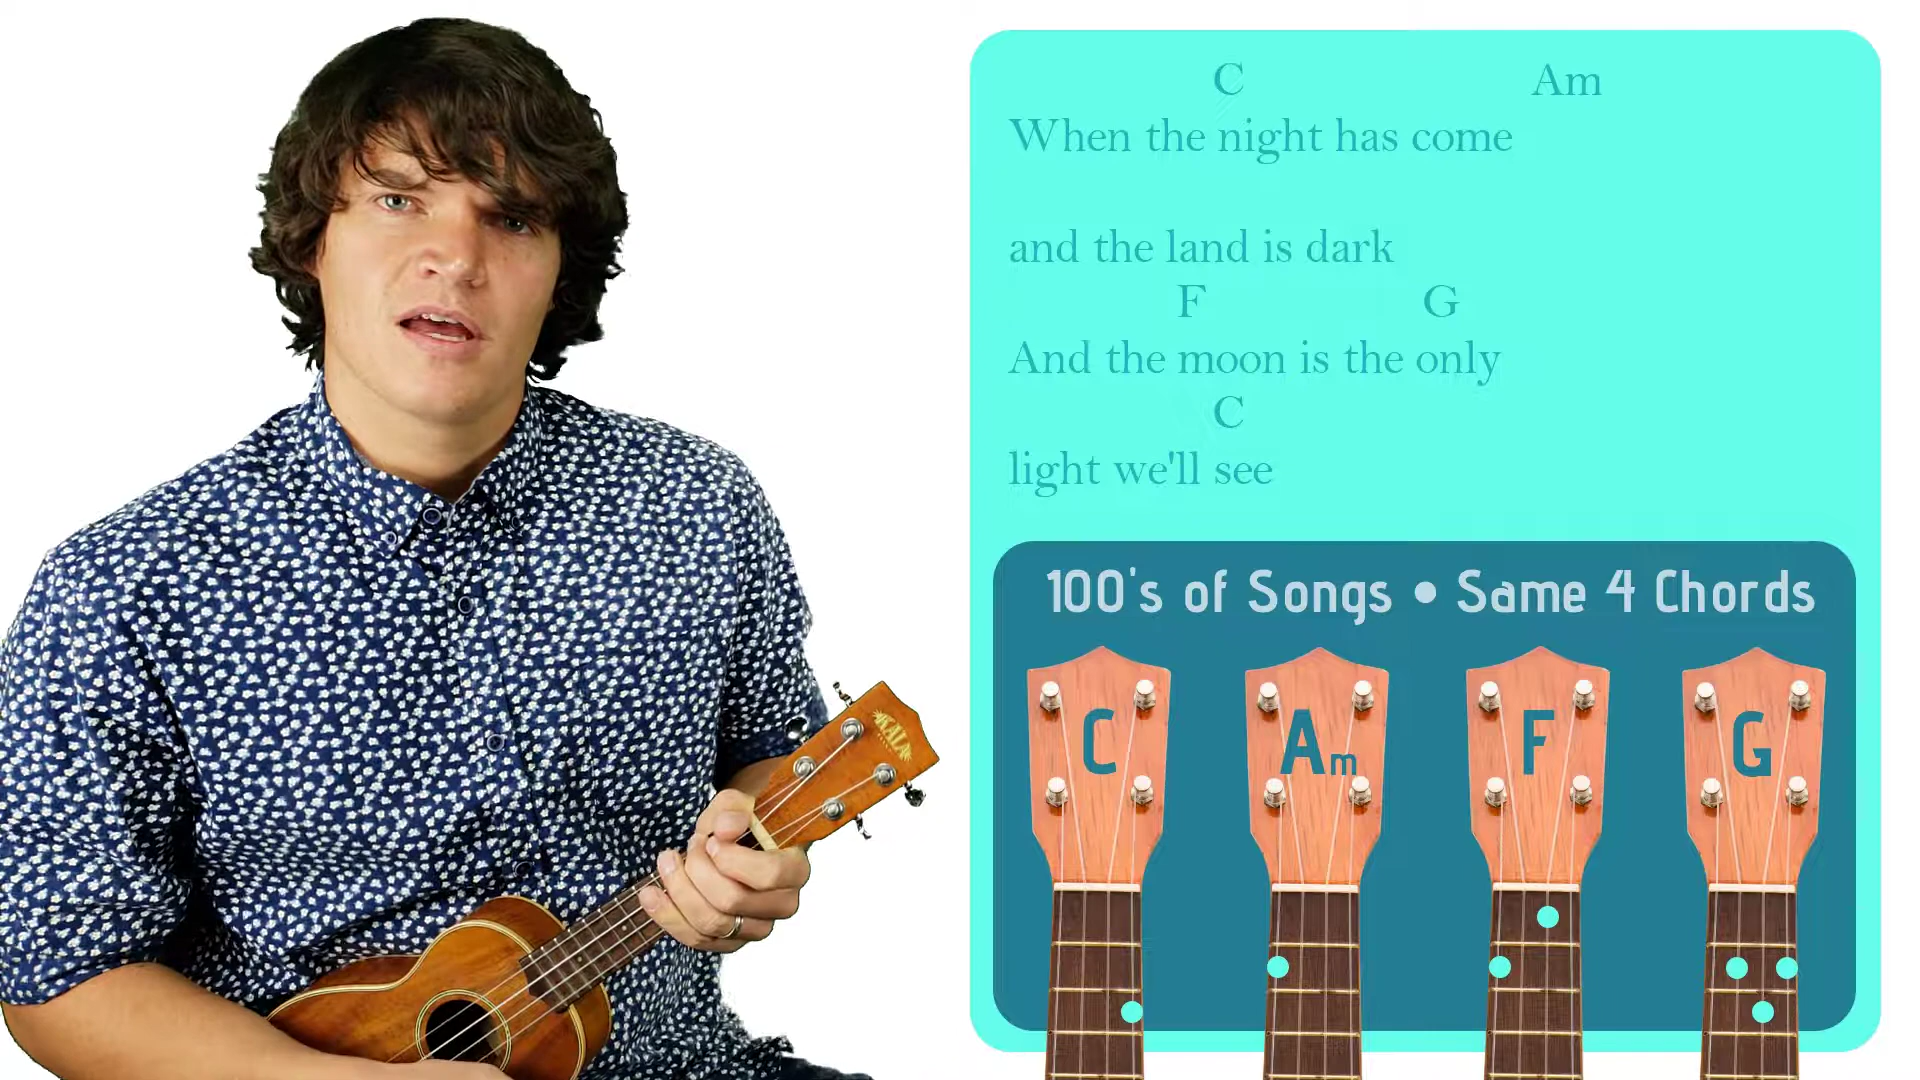 C Am
When the night has come
and the land is dark
F G
And the moon is the only
C
light we'll see
100's of Songs • Same 4 Chords
C Am F G
KALA